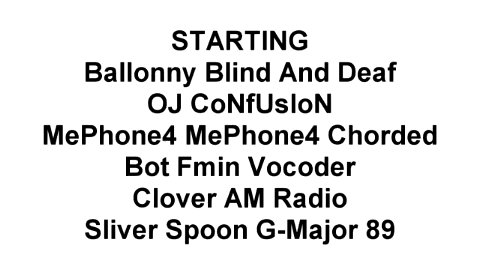 STARTING
Ballonny Blind And Deaf
OJ CoNfUsIoN
MePhone4 MePhone4 Chorded
Bot Fmin Vocoder
Clover AM Radio
Sliver Spoon G-Major 89